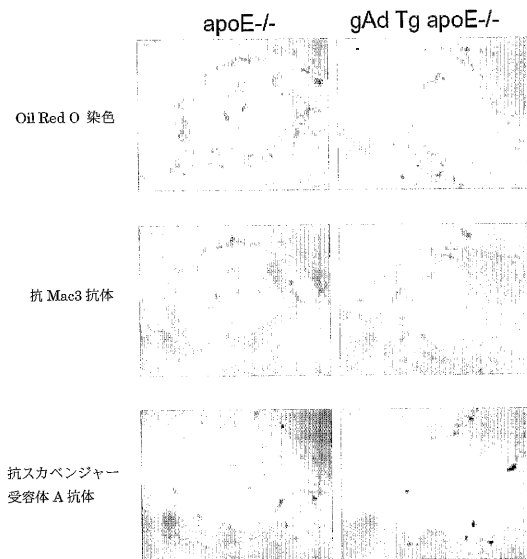 apoE-/-
gAd Tg apoE-/-
Oil Red O 染色
抗 Mac3 抗体
抗スカベンジャー
受容体 A 抗体